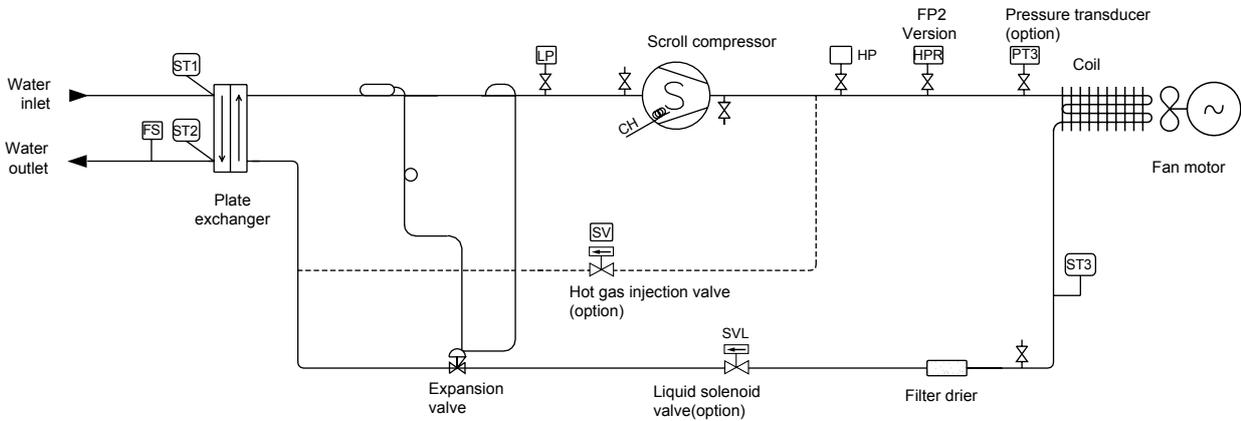 FP2
Version
Pressure transducer
(option)
Scroll compressor
LP
HP
HPR
PT3
Coil
ST1
Water
inlet
S
CH
~
FS
ST2
Water
outlet
Fan motor
Plate
exchanger
SV
ST3
Hot gas injection valve
(option)
SVL
Expansion
valve
Liquid solenoid
valve(option)
Filter drier